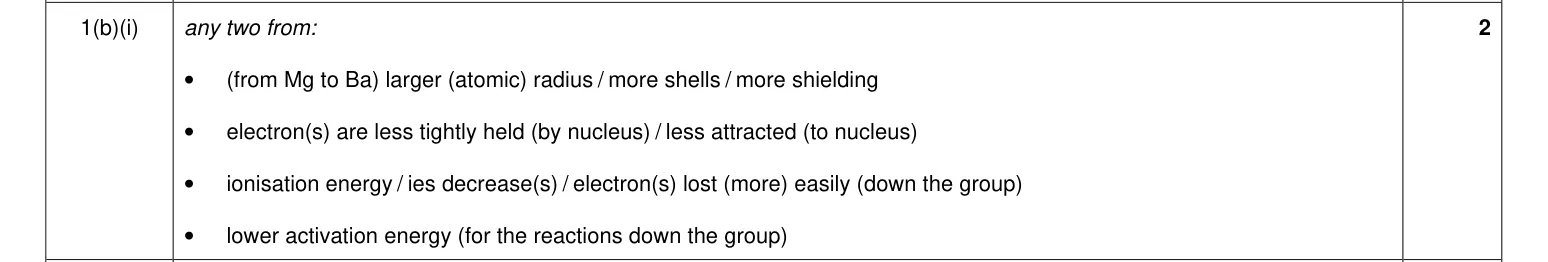 1(b)(i) any two from: 2
• (from Mg to Ba) larger (atomic) radius / more shells / more shielding
• electron(s) are less tightly held (by nucleus) / less attracted (to nucleus)
• ionisation energy / ies decrease(s) / electron(s) lost (more) easily (down the group)
• lower activation energy (for the reactions down the group)